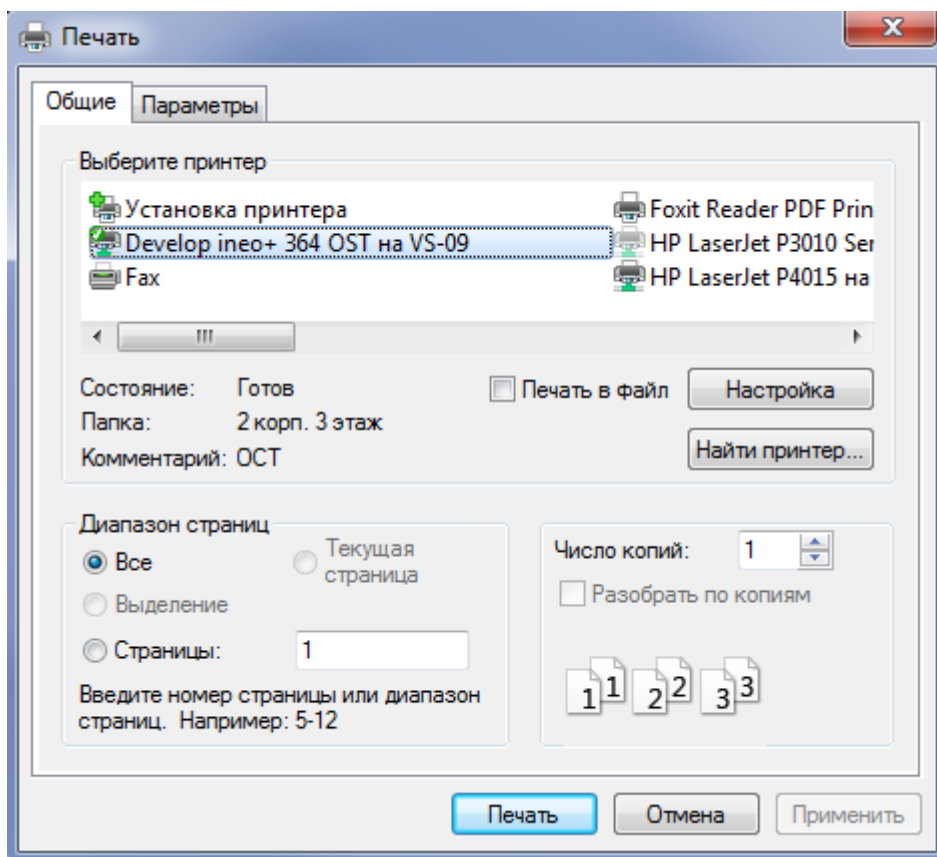 Печать
Общие
Параметры
Выберите принтер
Установка принтера
Develop ineo+ 364 OST на VS-09
Fax
Foxit Reader PDF Prin
HP LaserJet P3010 Ser
HP LaserJet P4015 на
Состояние: Готов
Папка: 2 корп. 3 этаж
Комментарий: ОСТ
Печать в файл
Настройка
Найти принтер...
Диапазон страниц
Все
Текущая
страница
Выделение
Страницы: 1
Введите номер страницы или диапазон
страниц. Например: 5-12
Число копий: 1
Разобрать по копиям
1 1 2 2 3 3
Печать
Отмена
Применить